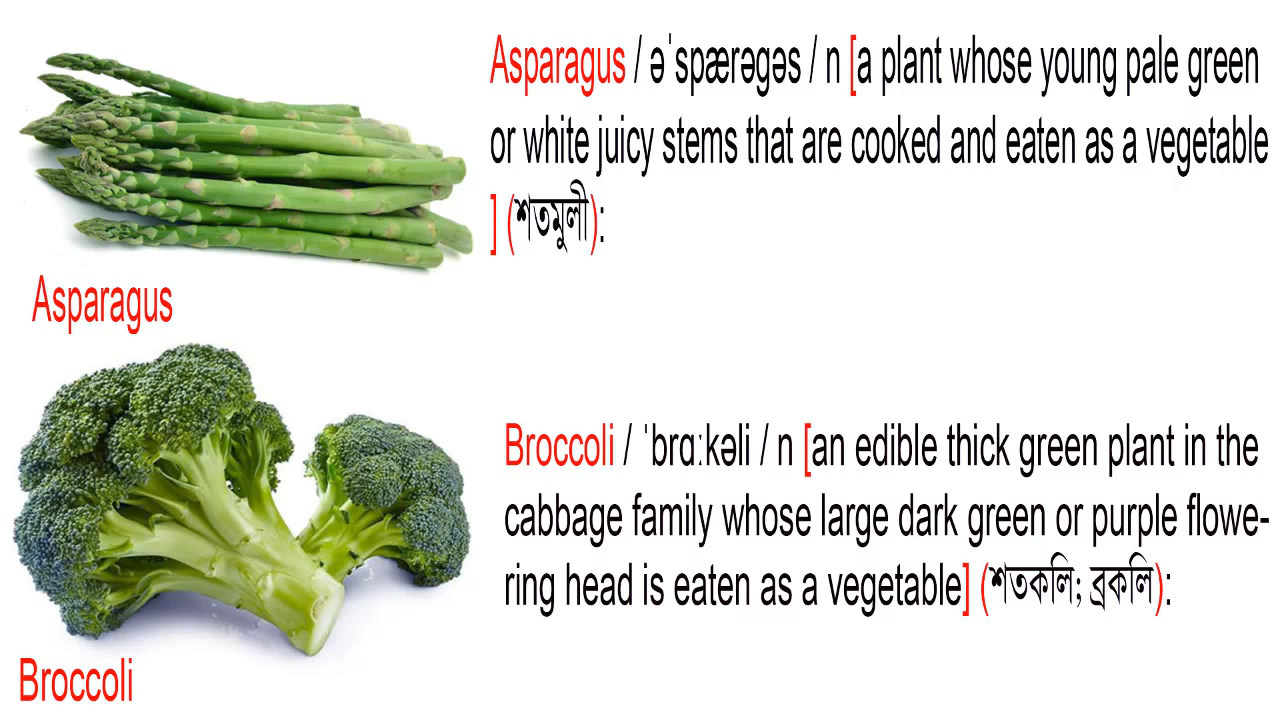 Asparagus / əˈspærəgəs / n [a plant whose young pale green
or white juicy stems that are cooked and eaten as a vegetable
] (শতমুলী):
Asparagus
Broccoli / ˈbrɑːkəli / n [an edible thick green plant in the
cabbage family whose large dark green or purple flowe-
ring head is eaten as a vegetable] (শতকলি; ব্রকলি):
Broccoli